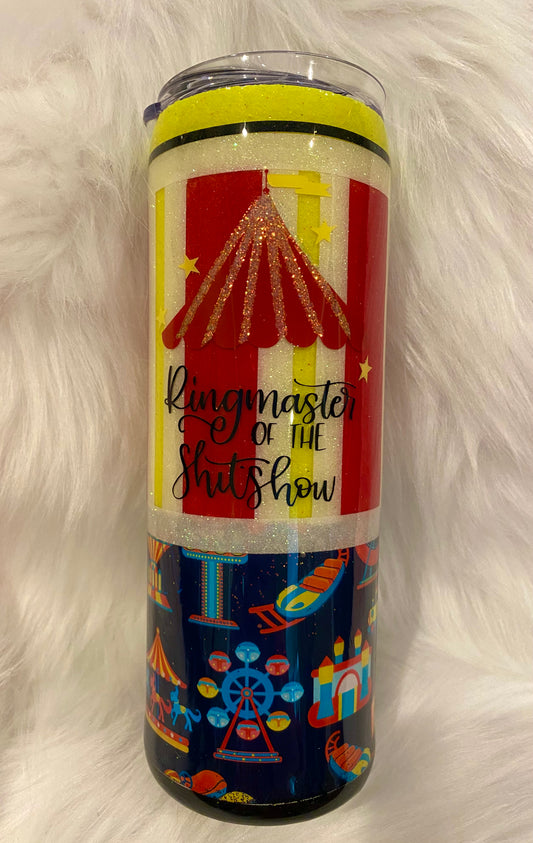 Ringmaster
OF THE
Shitshow